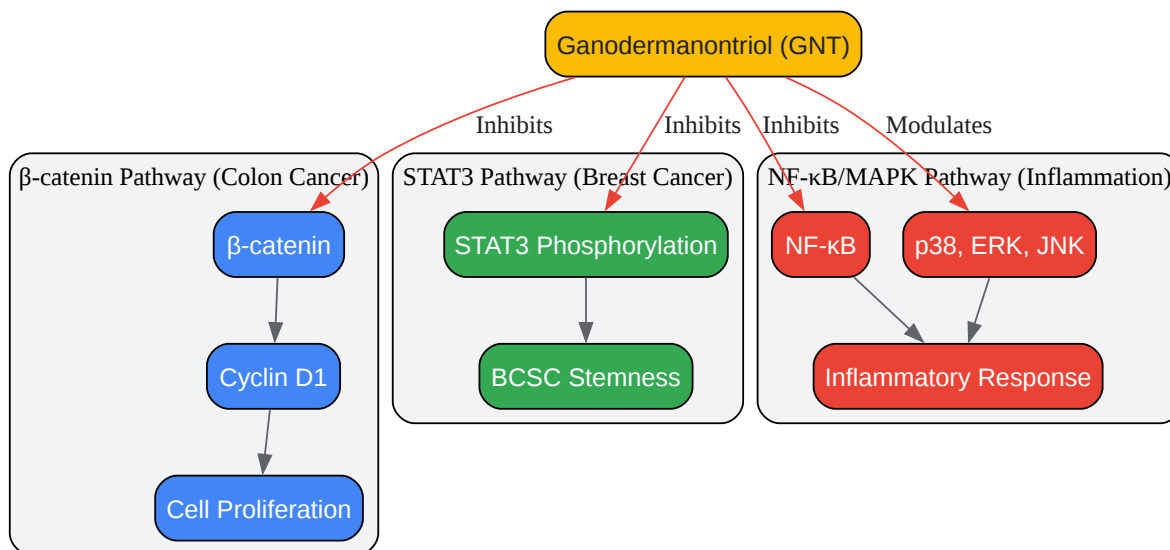 Ganodermanontriol (GNT)
Inhibits
Inhibits
Inhibits
Modulates
β-catenin Pathway (Colon Cancer)
STAT3 Pathway (Breast Cancer)
NF-κB/MAPK Pathway (Inflammation)
β-catenin
STAT3 Phosphorylation
NF-κB
p38, ERK, JNK
Cyclin D1
BCSC Stemness
Inflammatory Response
Cell Proliferation